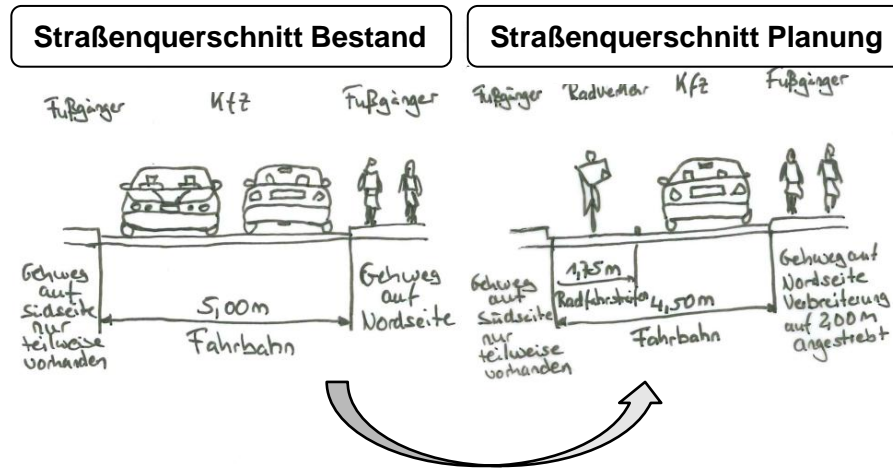 Straßenquerschnitt Bestand
Fußgänger
Kfz
Fußgänger
Gehweg
auf
Südseite
nur
teilweise
vorhanden
5,00m
Fahrbahn
Gehweg
auf
Nordseite
Straßenquerschnitt Planung
Fußgänger
Radverkehr
Kfz
Fußgänger
Gehweg
auf
Südseite
nur
teilweise
vorhanden
1,75m
Radfahrstreifen
4,50m
Fahrbahn
Gehweg auf
Nordseite
Verbreiterung
auf 2,00m
angestrebt